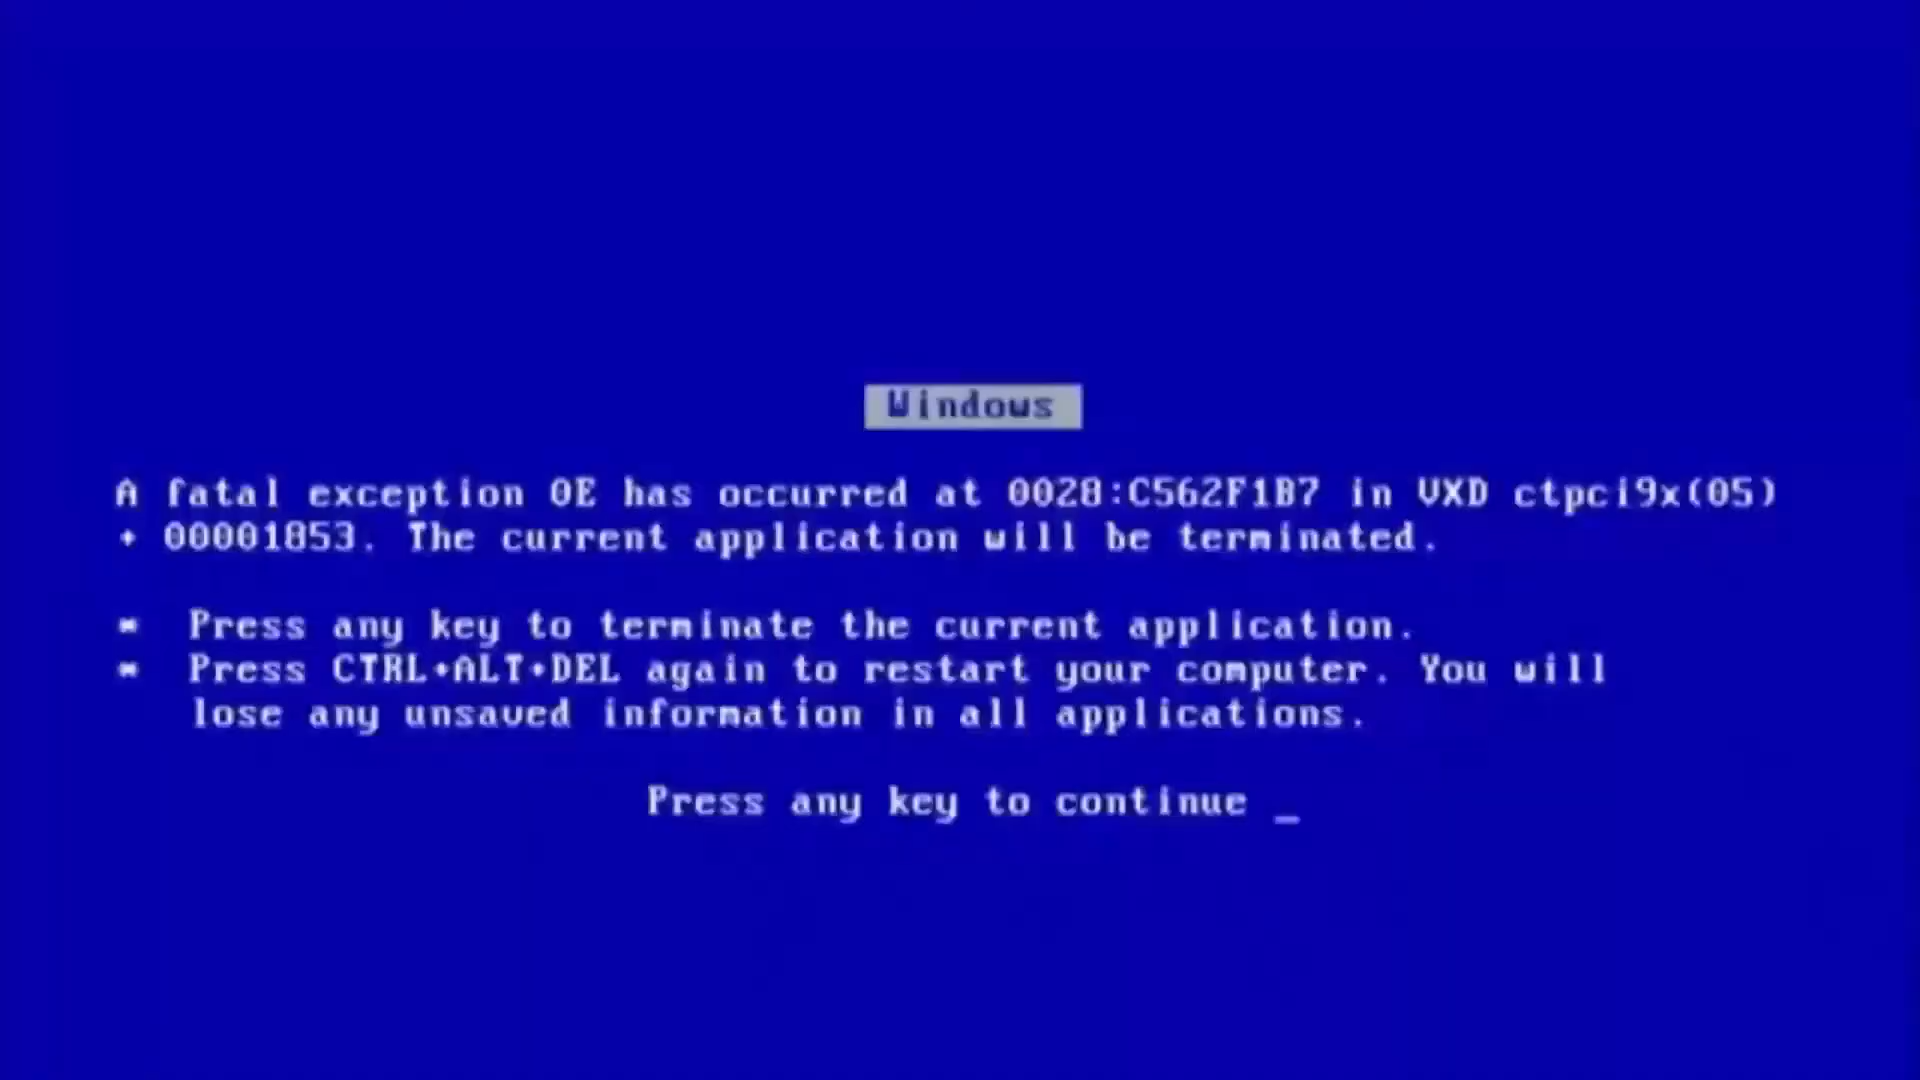 Windows
A fatal exception 0E has occurred at 0028:C562F1B7 in VXD ctpci9x(05)
+ 00001853. The current application will be terminated.
* Press any key to terminate the current application.
* Press CTRL+ALT+DEL again to restart your computer. You will
lose any unsaved information in all applications.
Press any key to continue _